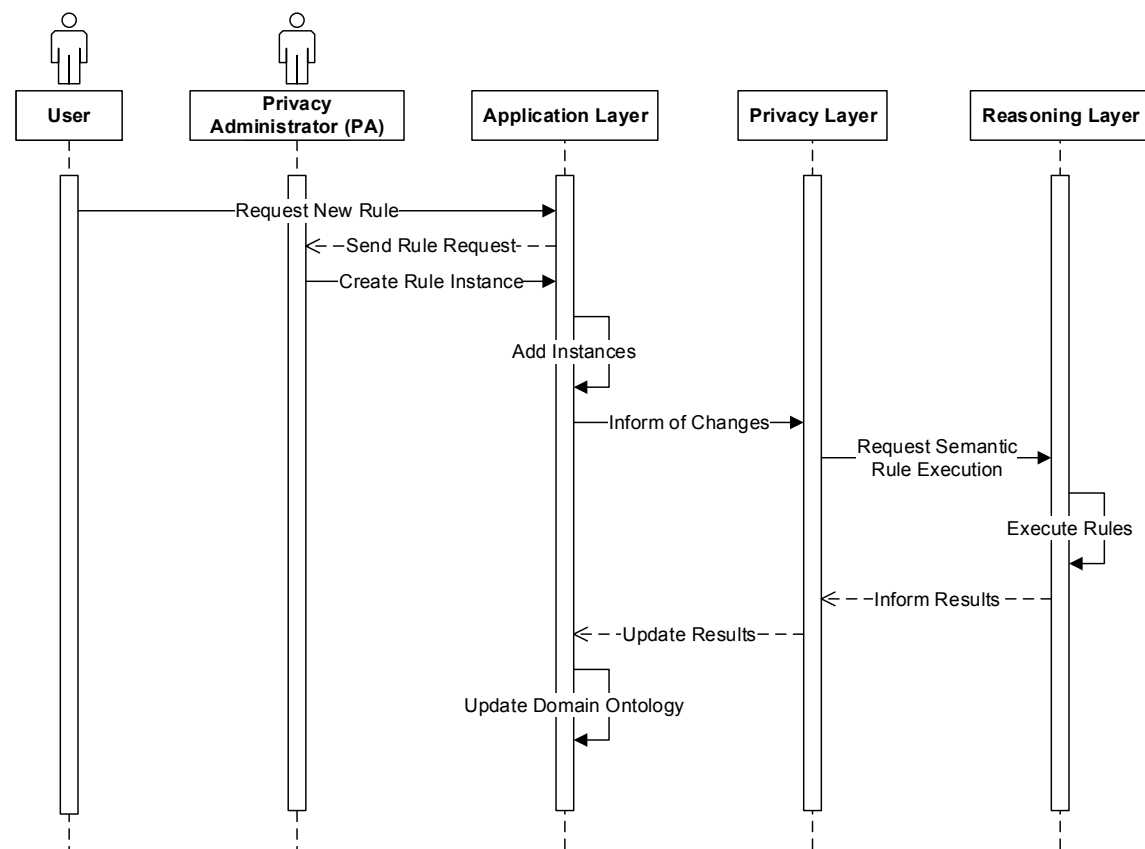 User
Privacy
Administrator (PA)
Application Layer
Privacy Layer
Reasoning Layer
Request New Rule
Send Rule Request
Create Rule Instance
Add Instances
Inform of Changes
Request Semantic
Rule Execution
Execute Rules
Inform Results
Update Results
Update Domain Ontology